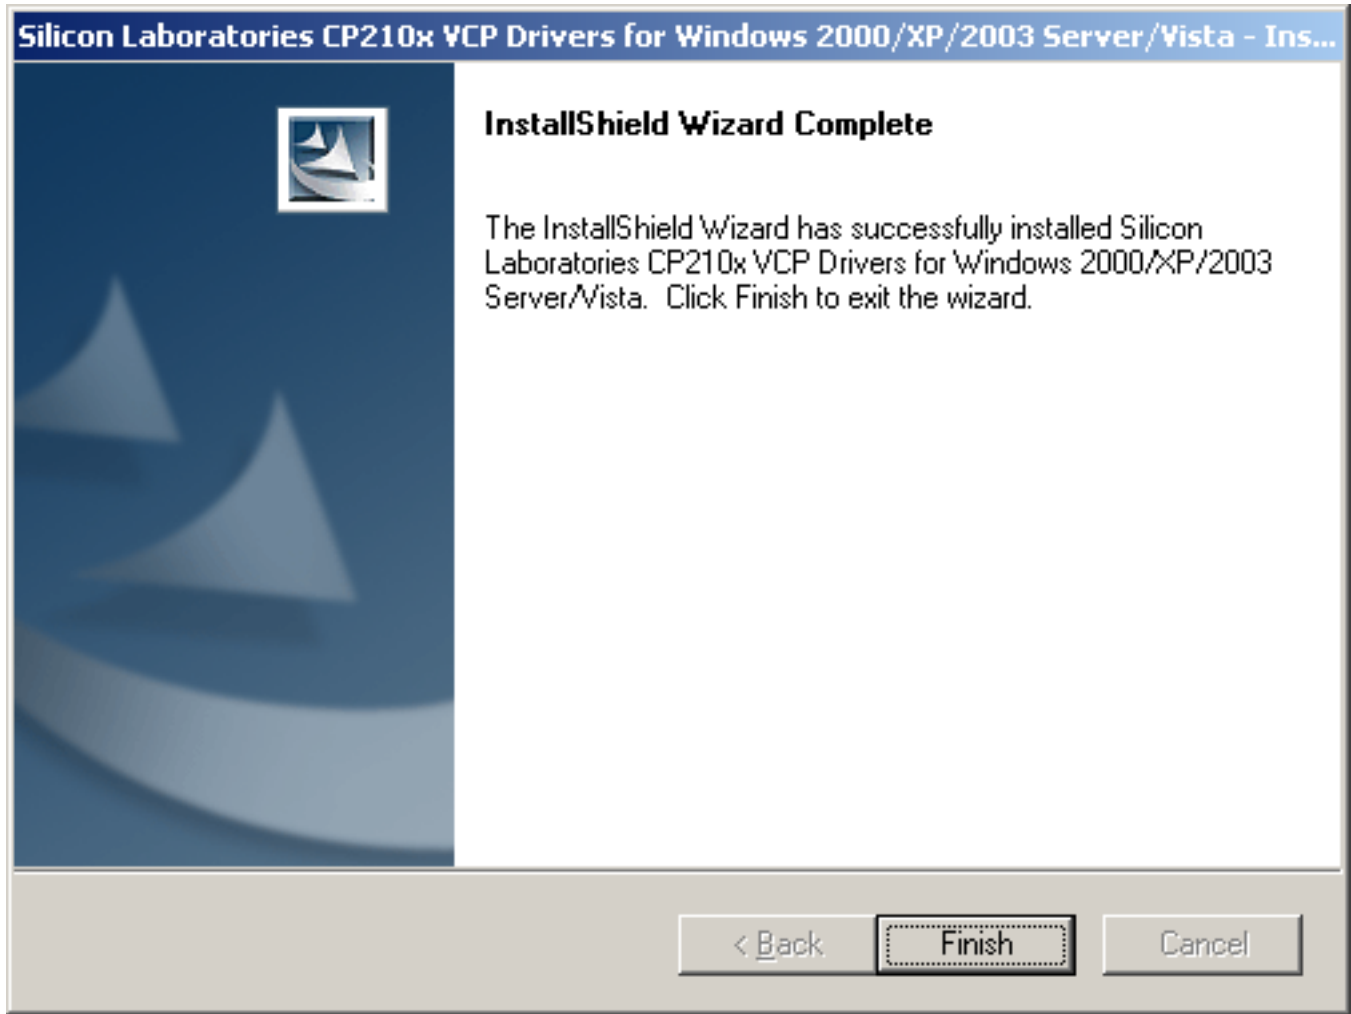 Silicon Laboratories CP210x VCP Drivers for Windows 2000/XP/2003 Server/Vista - Ins...
InstallShield Wizard Complete
The InstallShield Wizard has successfully installed Silicon
Laboratories CP210x VCP Drivers for Windows 2000/XP/2003
Server/Vista.  Click Finish to exit the wizard.
< Back
Finish
Cancel